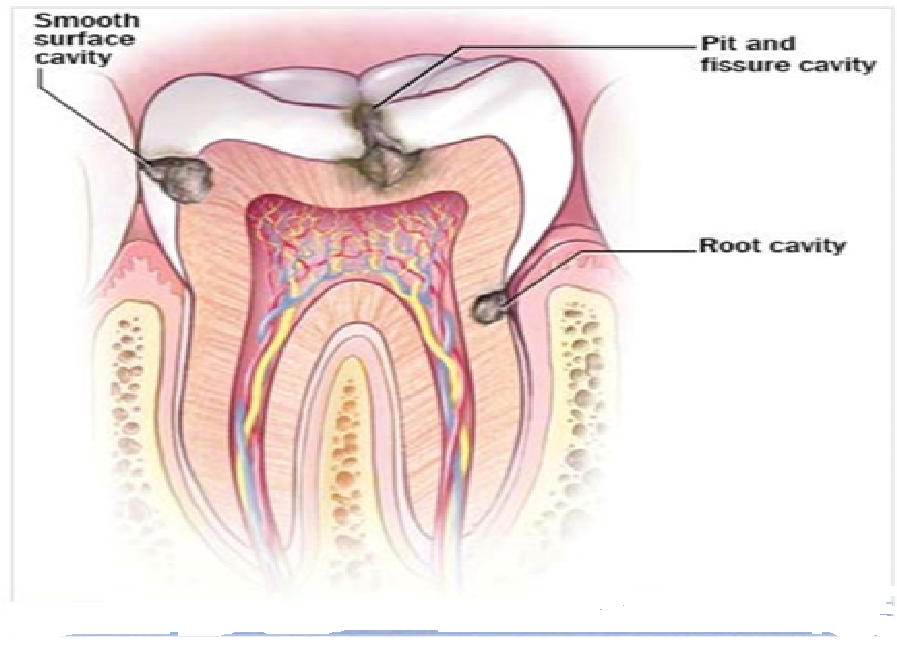 Smooth
surface
cavity
Pit and
fissure cavity
Root cavity